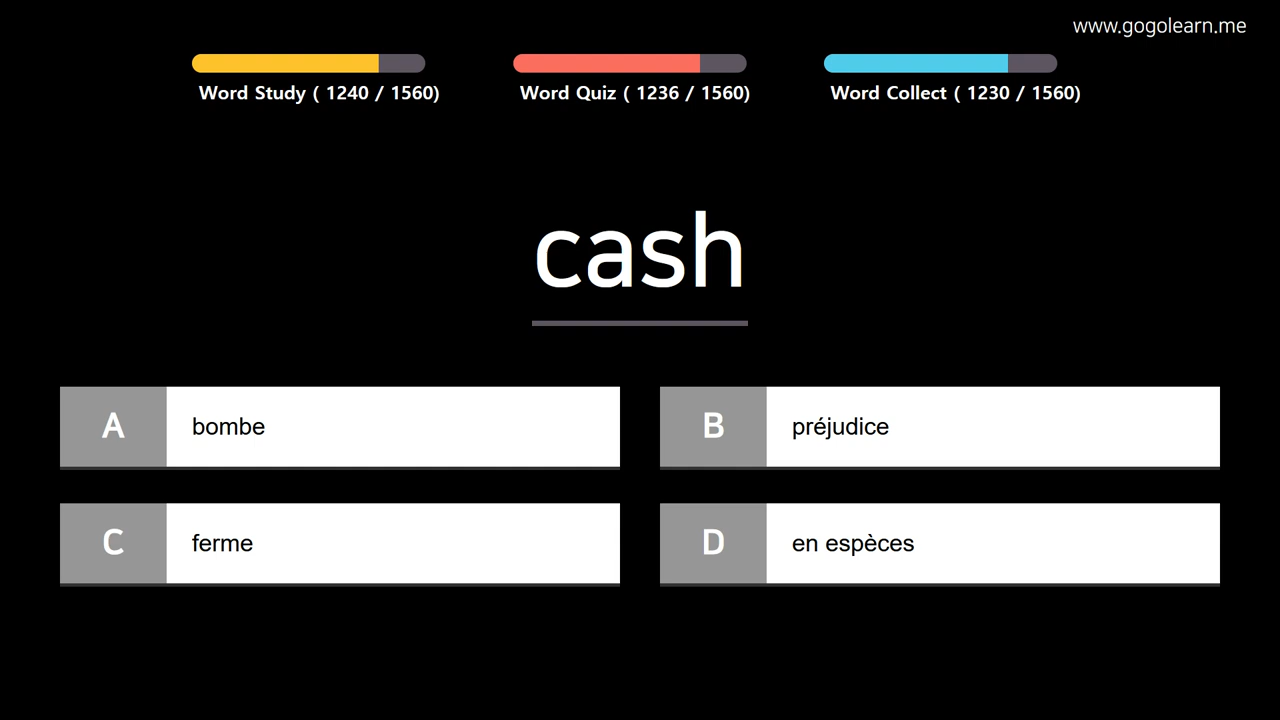 www.gogolearn.me
Word Study ( 1240 / 1560)
Word Quiz ( 1236 / 1560)
Word Collect ( 1230 / 1560)
cash
A bombe
B préjudice
C ferme
D en espèces